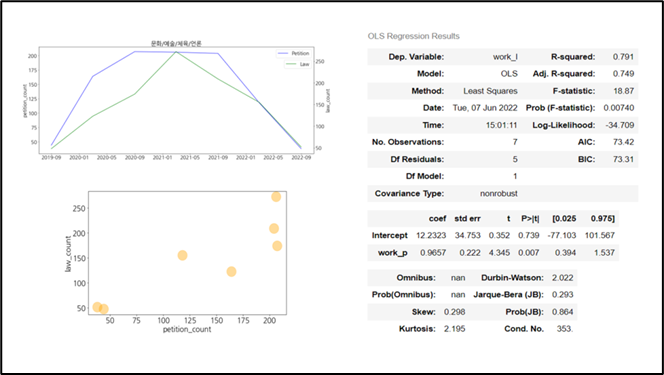 문화/예술/체육/언론
Petition
Law
petition_count
law_count
200
175
150
125
100
75
50
250
200
150
100
50
2019-09 2020-01 2020-05 2020-09 2021-01 2021-05 2021-09 2022-01 2022-05 2022-09
law_count
250
200
150
100
50
50 75 100 125 150 175 200
petition_count
OLS Regression Results
Dep. Variable: work_l R-squared: 0.791
Model: OLS Adj. R-squared: 0.749
Method: Least Squares F-statistic: 18.87
Date: Tue, 07 Jun 2022 Prob (F-statistic): 0.00740
Time: 15:01:11 Log-Likelihood: -34.709
No. Observations: 7 AIC: 73.42
Df Residuals: 5 BIC: 73.31
Df Model: 1
Covariance Type: nonrobust
coef std err t P>|t| [0.025 0.975]
Intercept 12.2323 34.753 0.352 0.739 -77.103 101.567
work_p 0.9657 0.222 4.345 0.007 0.394 1.537
Omnibus: nan Durbin-Watson: 2.022
Prob(Omnibus): nan Jarque-Bera (JB): 0.293
Skew: 0.298 Prob(JB): 0.864
Kurtosis: 2.195 Cond. No. 353.